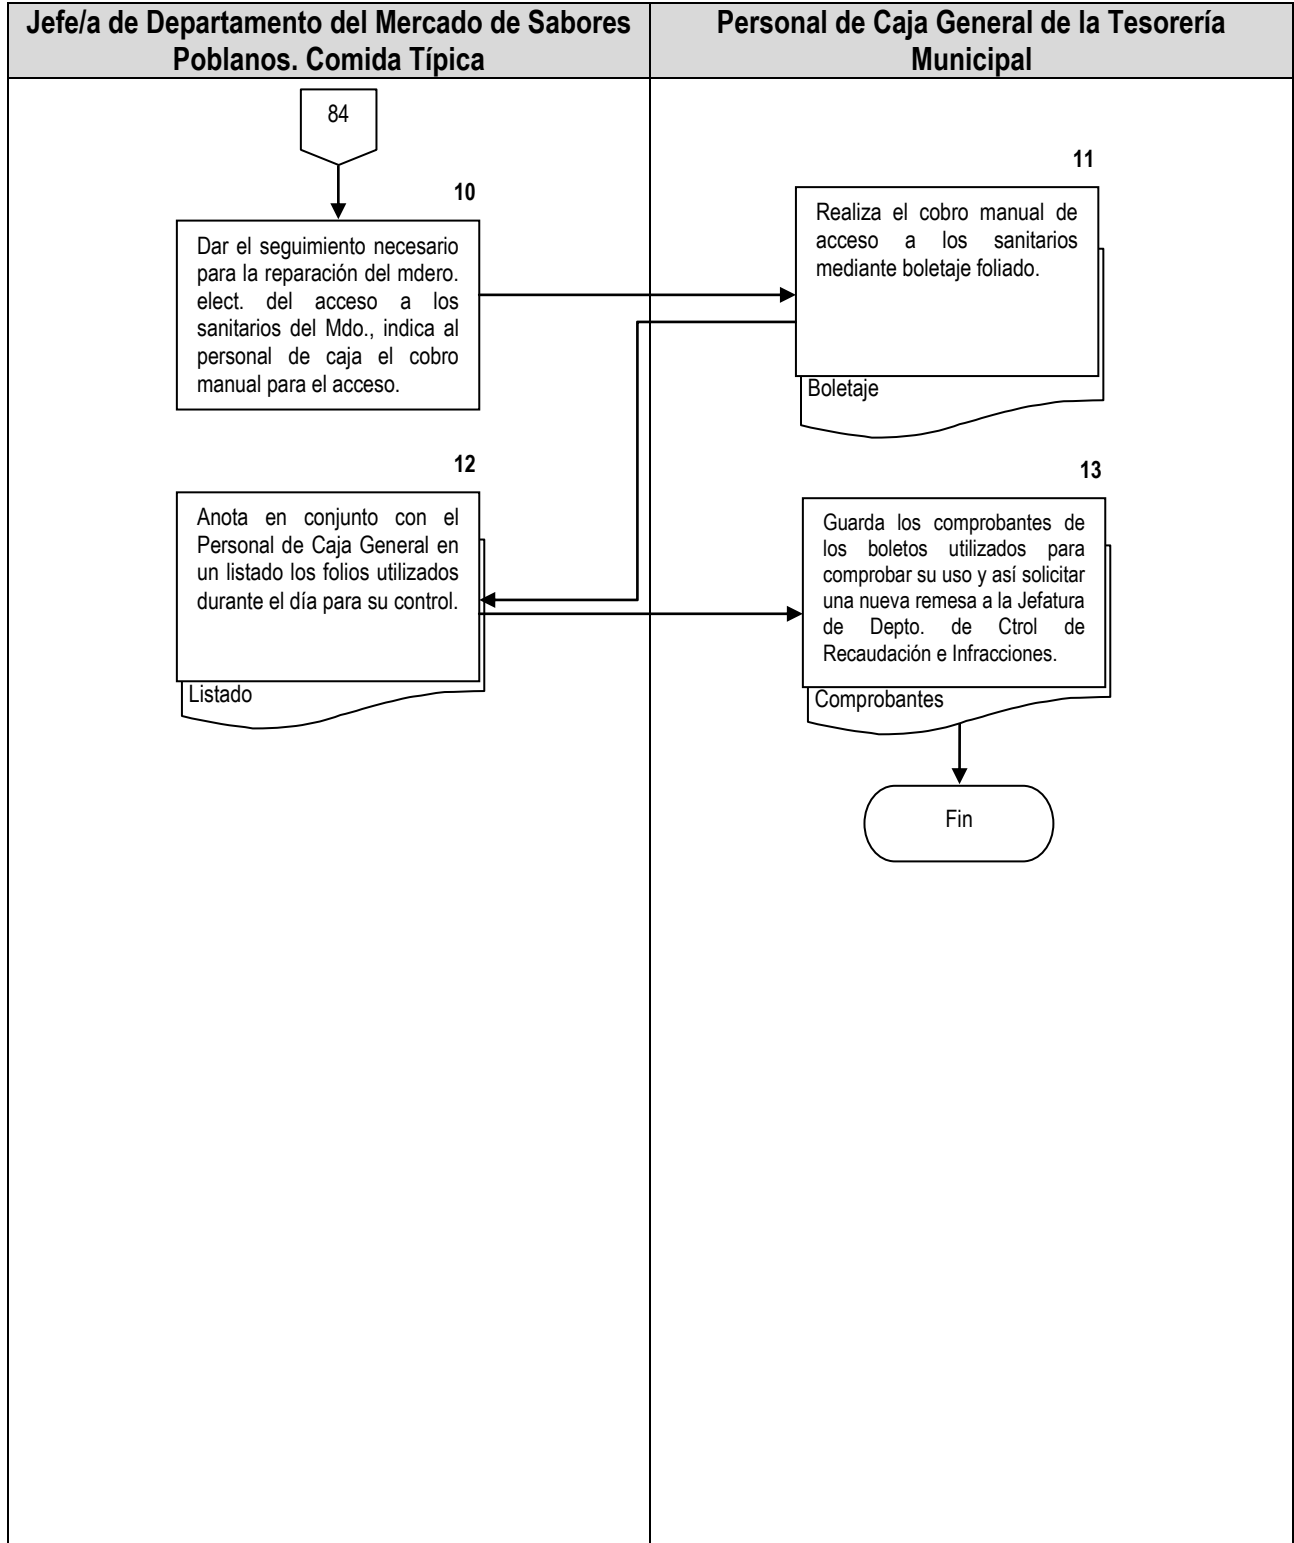 Jefe/a de Departamento del Mercado de Sabores
Poblanos. Comida Típica
Personal de Caja General de la Tesorería
Municipal
84
10
Dar el seguimiento necesario
para la reparación del mdero.
elect. del acceso a los
sanitarios del Mdo., indica al
personal de caja el cobro
manual para el acceso.
11
Realiza el cobro manual de
acceso a los sanitarios
mediante boletaje foliado.
Boletaje
12
Anota en conjunto con el
Personal de Caja General en
un listado los folios utilizados
durante el día para su control.
Listado
13
Guarda los comprobantes de
los boletos utilizados para
comprobar su uso y así solicitar
una nueva remesa a la Jefatura
de Depto. de Ctrol de
Recaudación e Infracciones.
Comprobantes
Fin